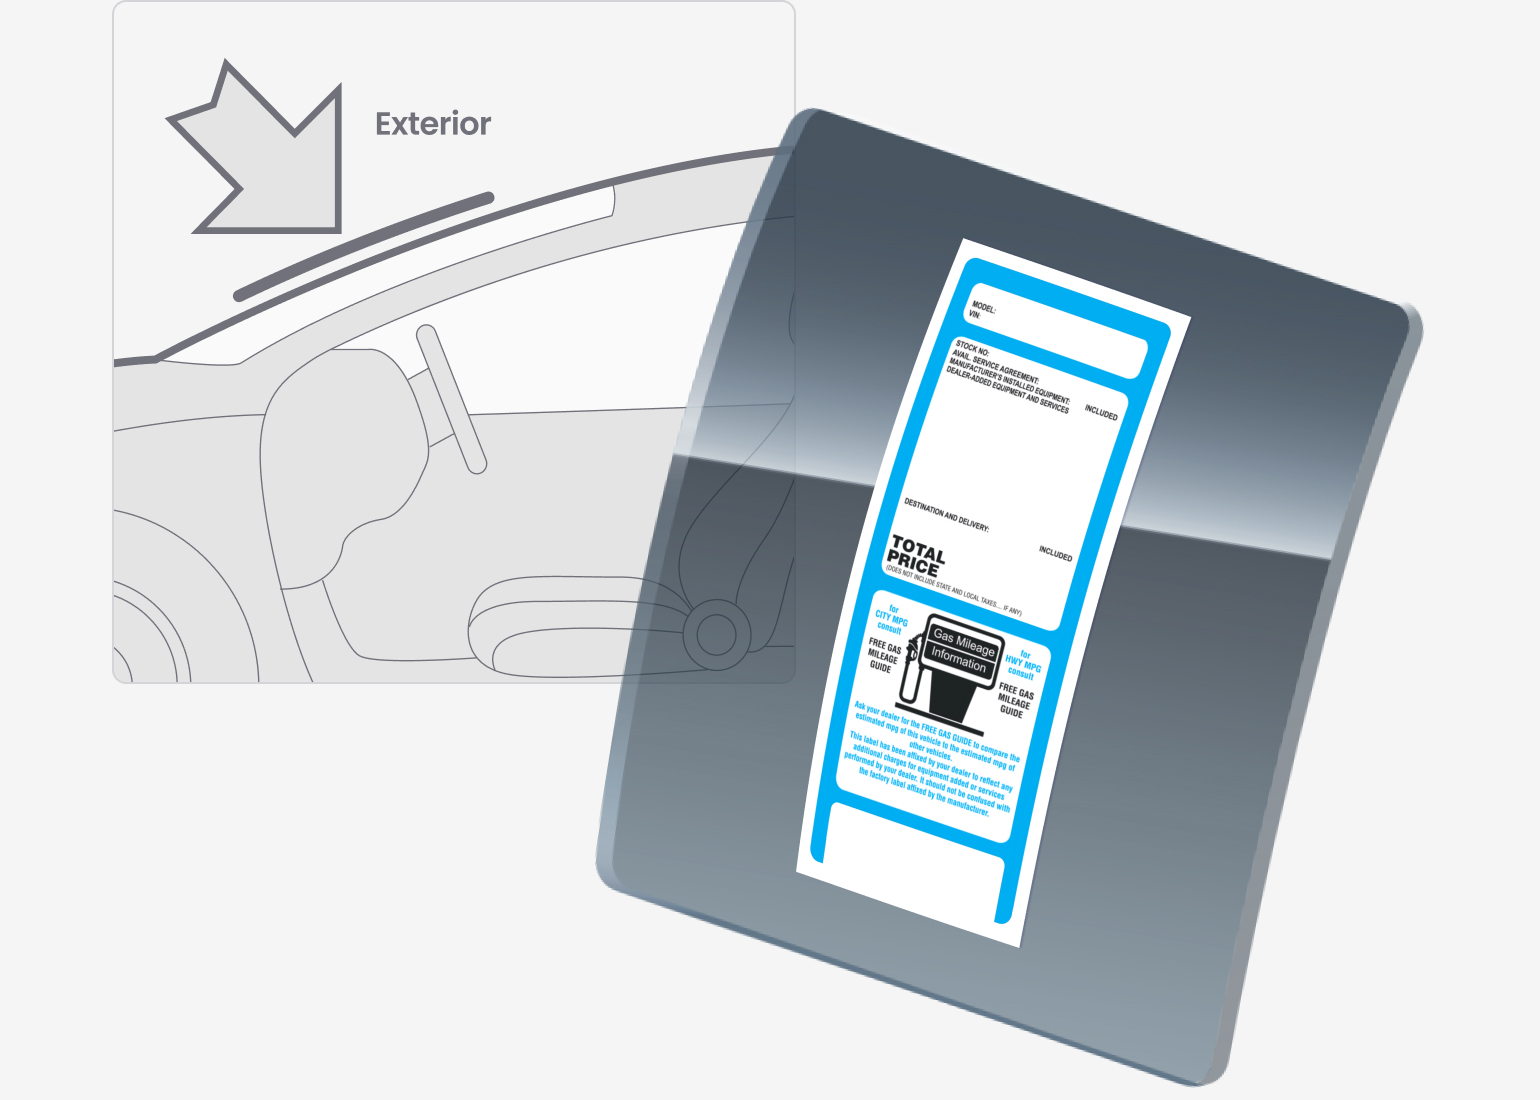 Exterior
MODEL:
VIN:
STOCK NO:
AVAIL. SERVICE AGREEMENT:
MANUFACTURER'S INSTALLED EQUIPMENT:
INCLUDED
DEALER-ADDED EQUIPMENT AND SERVICES
DESTINATION AND DELIVERY:
INCLUDED
TOTAL
PRICE
(DOES NOT INCLUDE STATE AND LOCAL TAXES... IF ANY)
for
CITY MPG
consult
FREE GAS
MILEAGE
GUIDE
Gas Mileage
Information
for
HWY MPG
consult
FREE GAS
MILEAGE
GUIDE
Ask your dealer for the FREE GAS GUIDE to compare the
estimated mpg of this vehicle to the estimated mpg of
other vehicles.
This label has been affixed by your dealer to reflect any
additional charges for equipment added or services
performed by your dealer. It should not be confused with
the factory label affixed by the manufacturer.